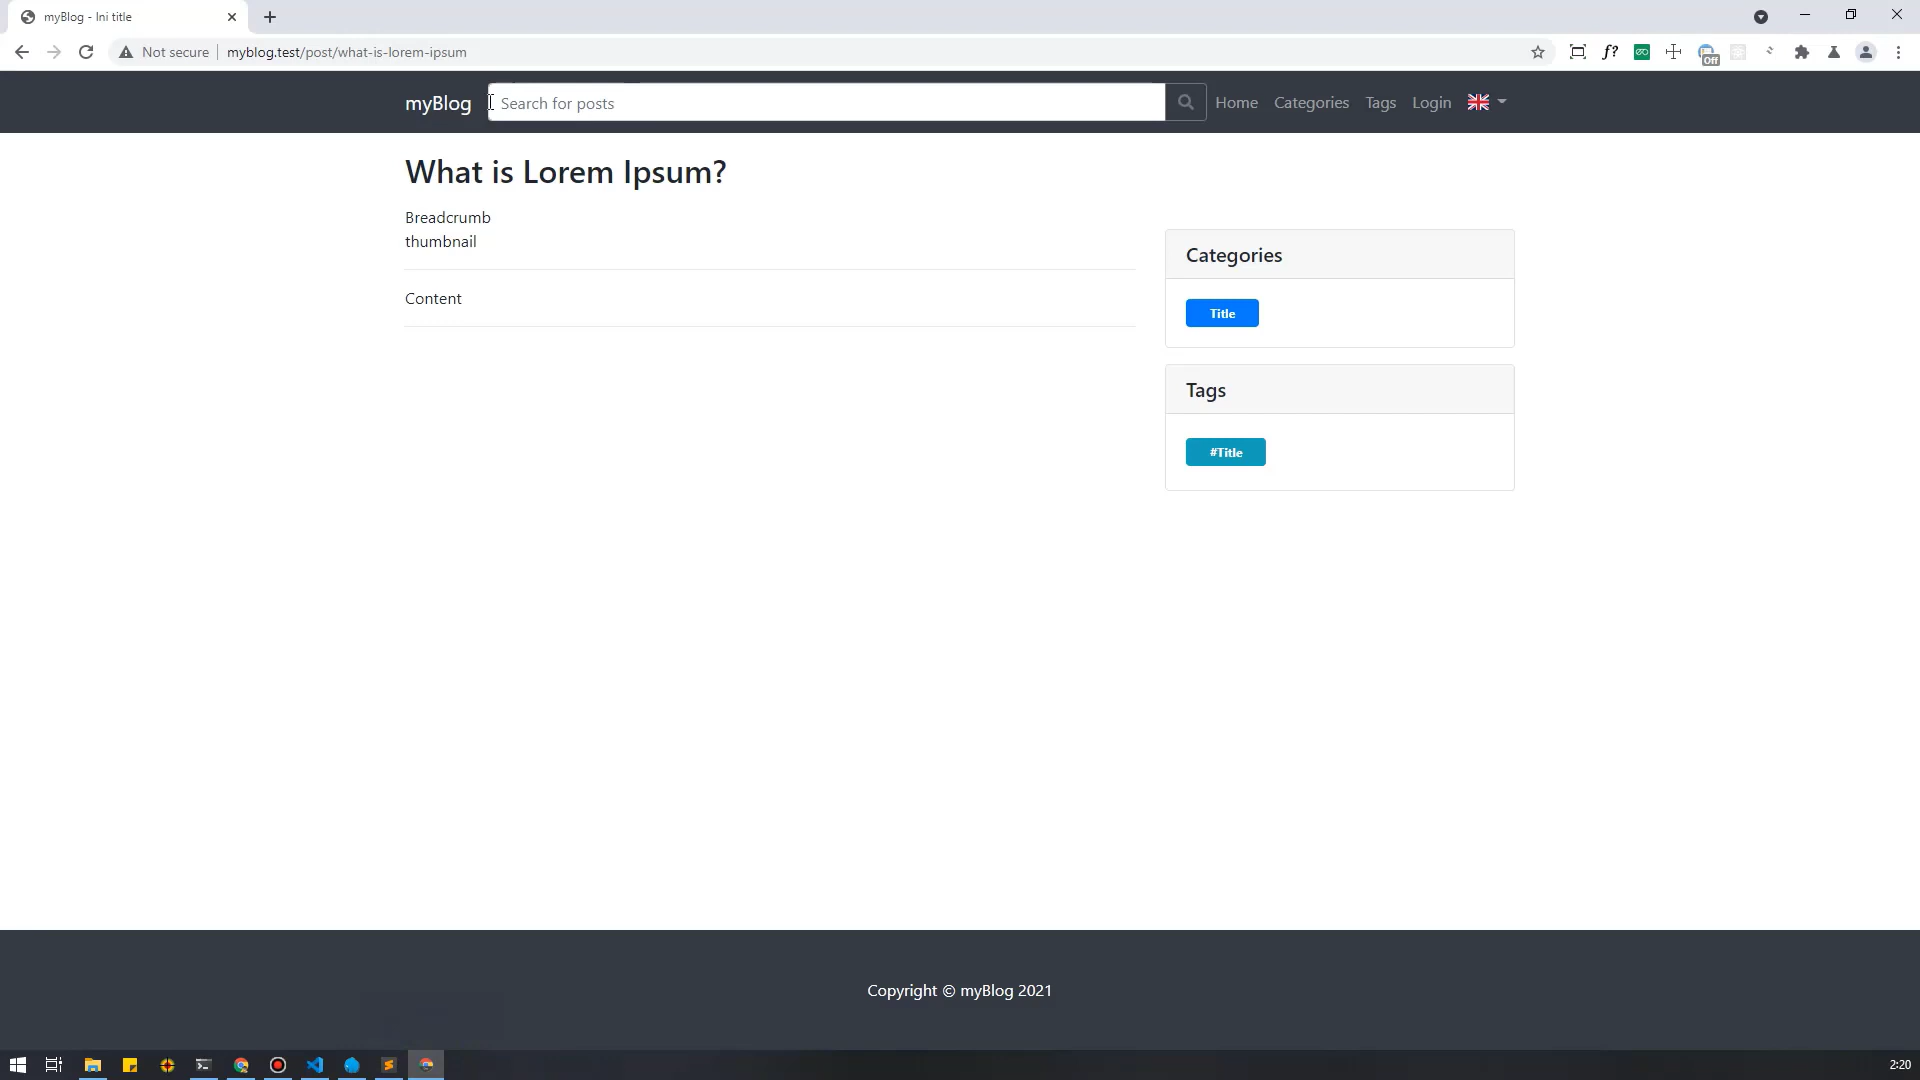 myBlog - Ini title
Not secure
myblog.test/post/what-is-lorem-ipsum
f?
Off
myBlog
Search for posts
Home
Categories
Tags
Login
What is Lorem Ipsum?
Breadcrumb
thumbnail
Content
Categories
Title
Tags
#Title
Copyright © myBlog 2021
2:20